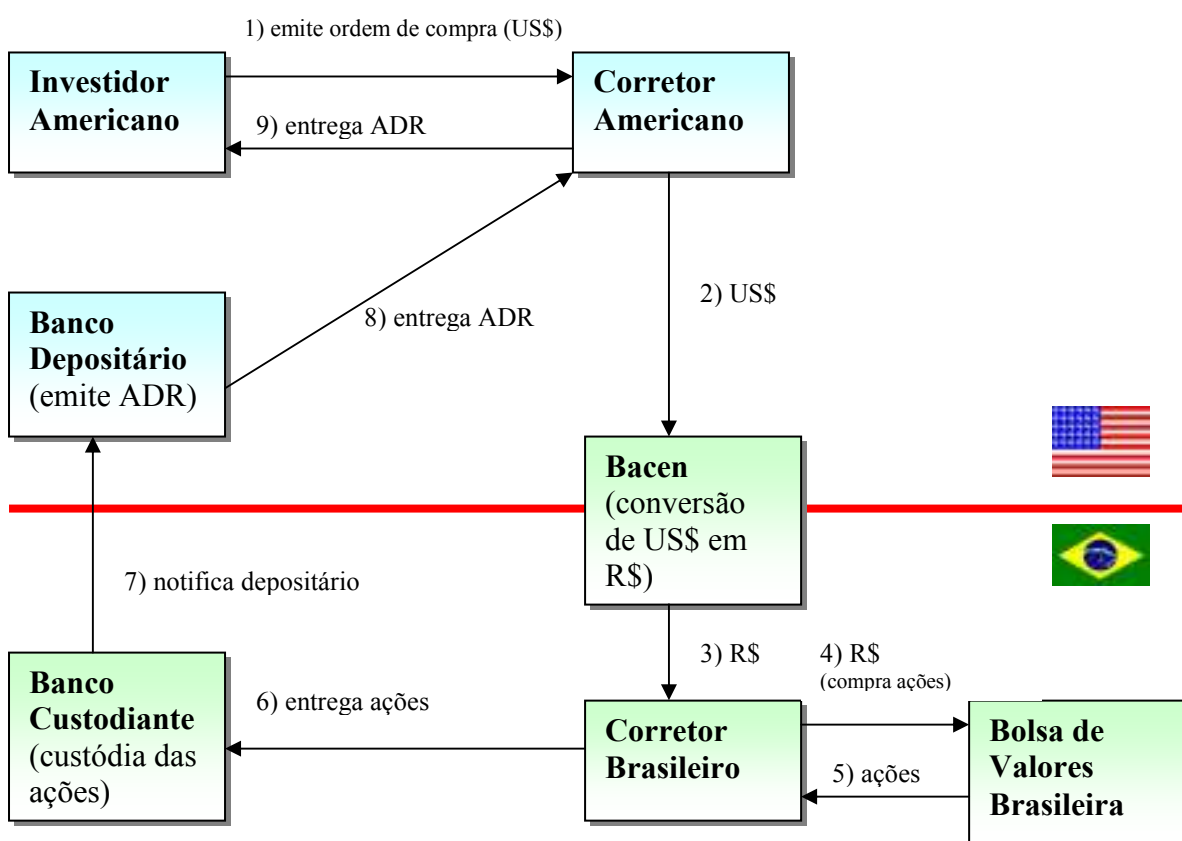 1) emite ordem de compra (US$)
Investidor
Americano
Corretor
Americano
9) entrega ADR
2) US$
8) entrega ADR
Banco
Depositário
(emite ADR)
Bacen
(conversão
de US$ em
R$)
7) notifica depositário
3) R$
4) R$
(compra ações)
Banco
Custodiante
(custódia das
ações)
6) entrega ações
Corretor
Brasileiro
5) ações
Bolsa de
Valores
Brasileira